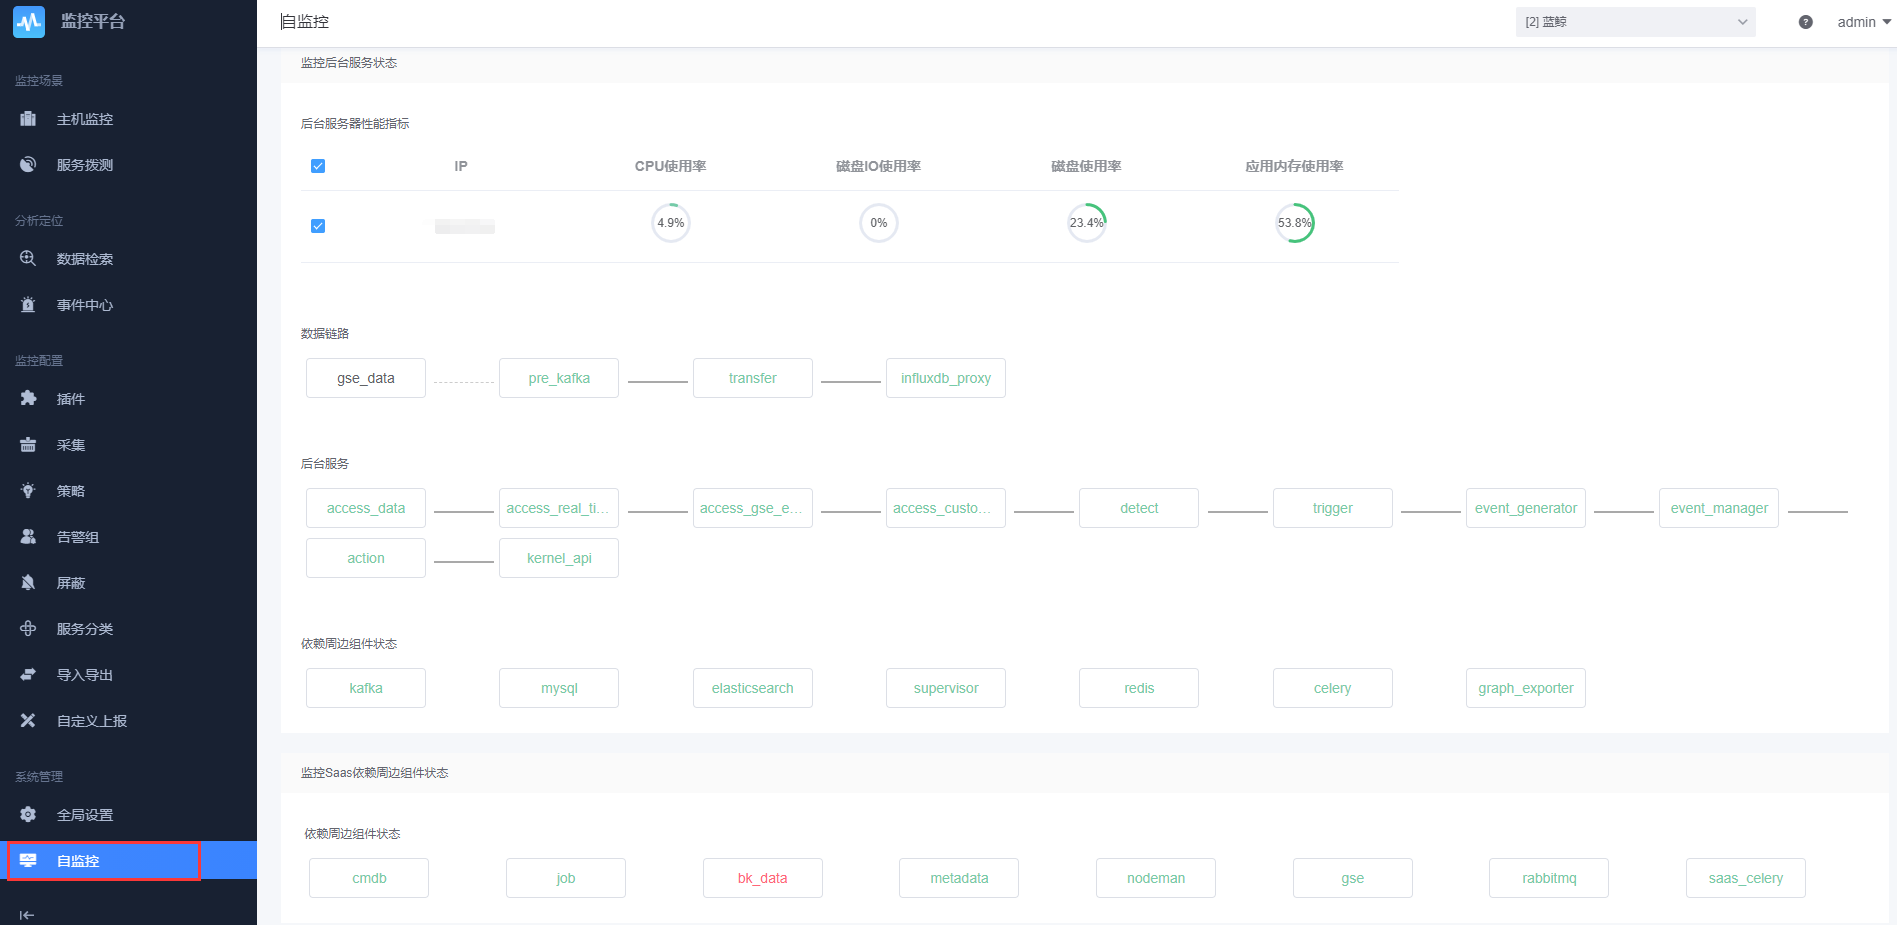 监控平台
自监控
[2] 蓝鲸
?
admin
监控场景
主机监控
服务拨测
分析定位
数据检索
事件中心
监控配置
插件
采集
策略
告警组
屏蔽
服务分类
导入导出
自定义上报
系统管理
全局设置
自监控
监控后台服务状态
后台服务器性能指标
IP CPU使用率 磁盘IO使用率 磁盘使用率 应用内存使用率
4.9% 0% 23.4% 53.8%
数据链路
gse_data pre_kafka transfer influxdb_proxy
后台服务
access_data access_real_ti... access_gse_e... access_custo... detect trigger event_generator event_manager
action kernel_api
依赖周边组件状态
kafka mysql elasticsearch supervisor redis celery graph_exporter
监控Saas依赖周边组件状态
依赖周边组件状态
cmdb job bk_data metadata nodeman gse rabbitmq saas_celery